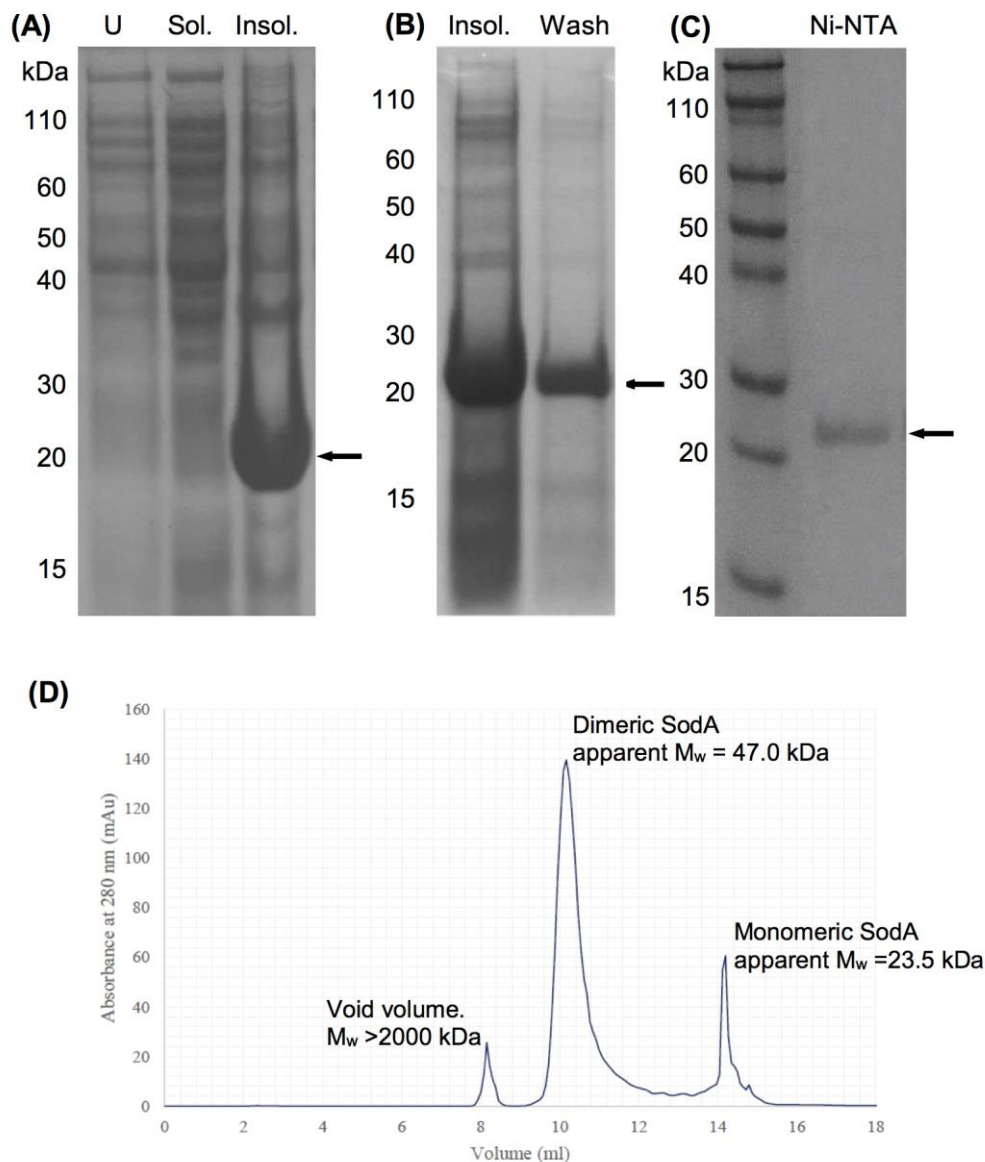 (A)
U Sol. Insol.
kDa
110
60
50
40
30
20
15
(B)
Insol. Wash
110
60
50
40
30
20
15
(C)
Ni-NTA
kDa
110
60
50
40
30
20
15
(D)
160
140
120
100
80
60
40
20
0
Absorbance at 280 nm (mAu)
Dimeric SodA
apparent Mw = 47.0 kDa
Monomeric SodA
apparent Mw =23.5 kDa
Void volume.
Mw >2000 kDa
0 2 4 6 8 10 12 14 16 18
Volume (ml)